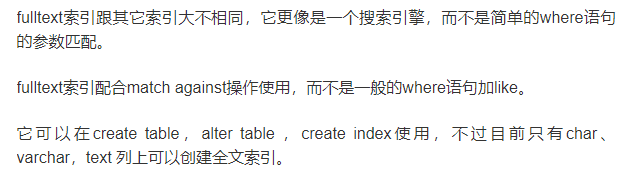 fulltext索引跟其它索引大不相同，它更像是一个搜索引擎，而不是简单的where语句
的参数匹配。
fulltext索引配合match against操作使用，而不是一般的where语句加like。
它可以在create table，alter table ，create index使用，不过目前只有char、
varchar，text 列上可以创建全文索引。